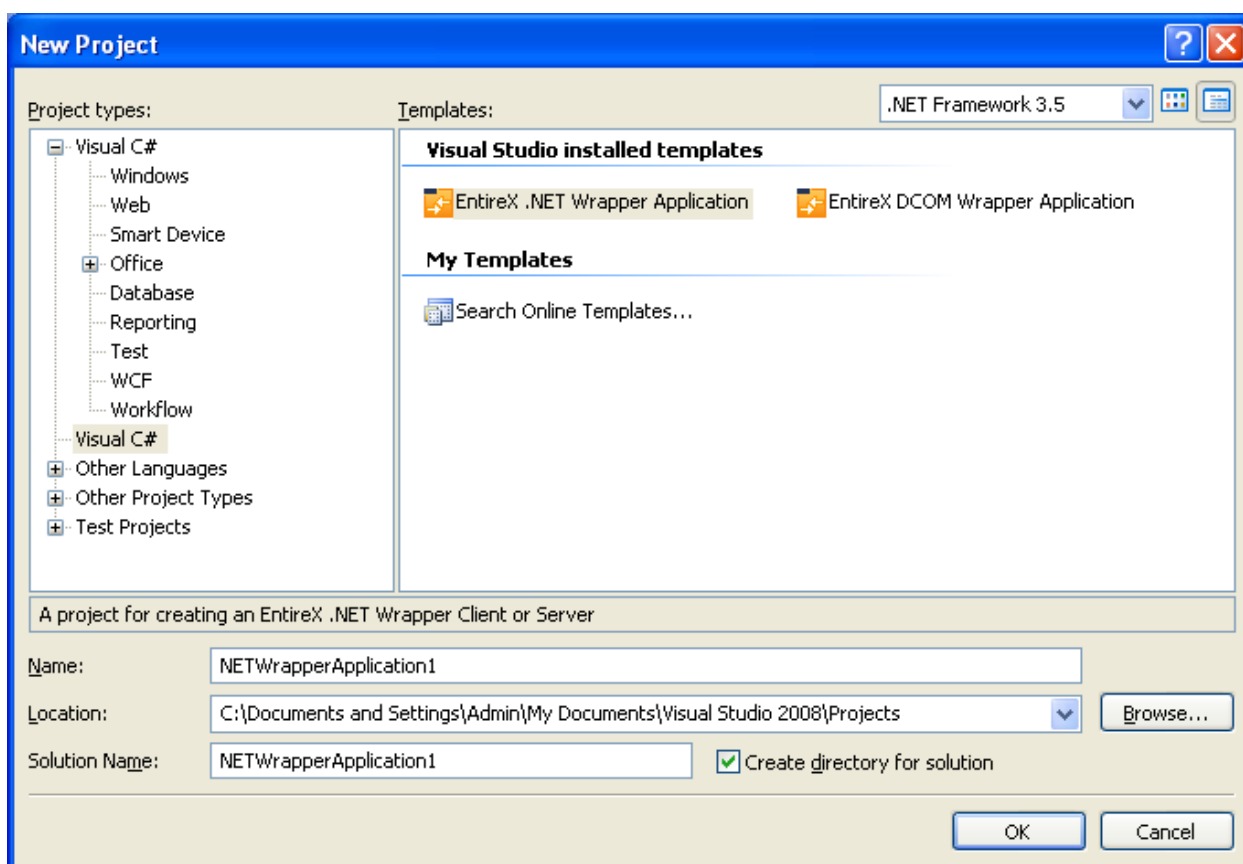 New Project
Project types:
Templates:
.NET Framework 3.5
Visual C#
Windows
Web
Smart Device
Office
Database
Reporting
Test
WCF
Workflow
Visual C#
Other Languages
Other Project Types
Test Projects
Visual Studio installed templates
EntireX .NET Wrapper Application
EntireX DCOM Wrapper Application
My Templates
Search Online Templates...
A project for creating an EntireX .NET Wrapper Client or Server
Name:
NETWrapperApplication1
Location:
C:\Documents and Settings\Admin\My Documents\Visual Studio 2008\Projects
Browse...
Solution Name:
NETWrapperApplication1
Create directory for solution
OK
Cancel